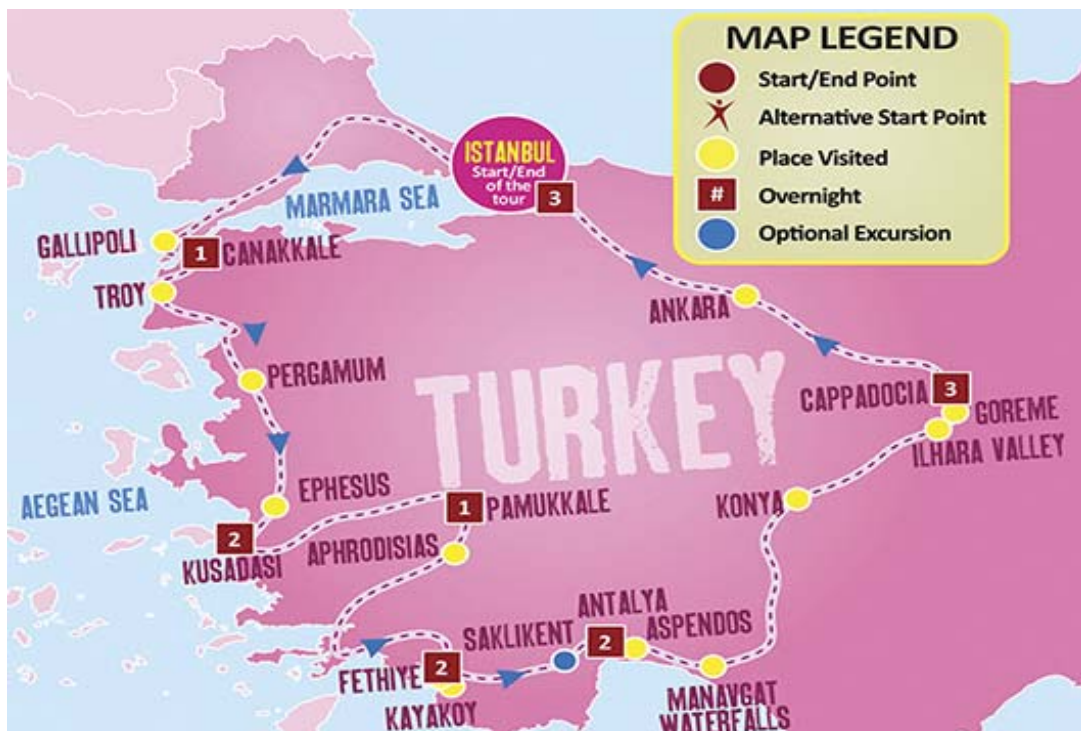 MAP LEGEND
Start/End Point
Alternative Start Point
Place Visited
#
Overnight
Optional Excursion
ISTANBUL
Start/End
of the
tour
3
MARMARA SEA
GALLIPOLI
1
CANAKKALE
TROY
ANKARA
PERGAMUM
TURKEY
CAPPADOCIA
3
GOREME
ILHARA VALLEY
AEGEAN SEA
EPHESUS
1
PAMUKKALE
KONYA
2
KUSADASI
APHRODISIAS
ANTALYA
SAKLIKENT
2
ASPENDOS
FETHIYE
2
KAYAKOY
MANAVGAT
WATERFALLS